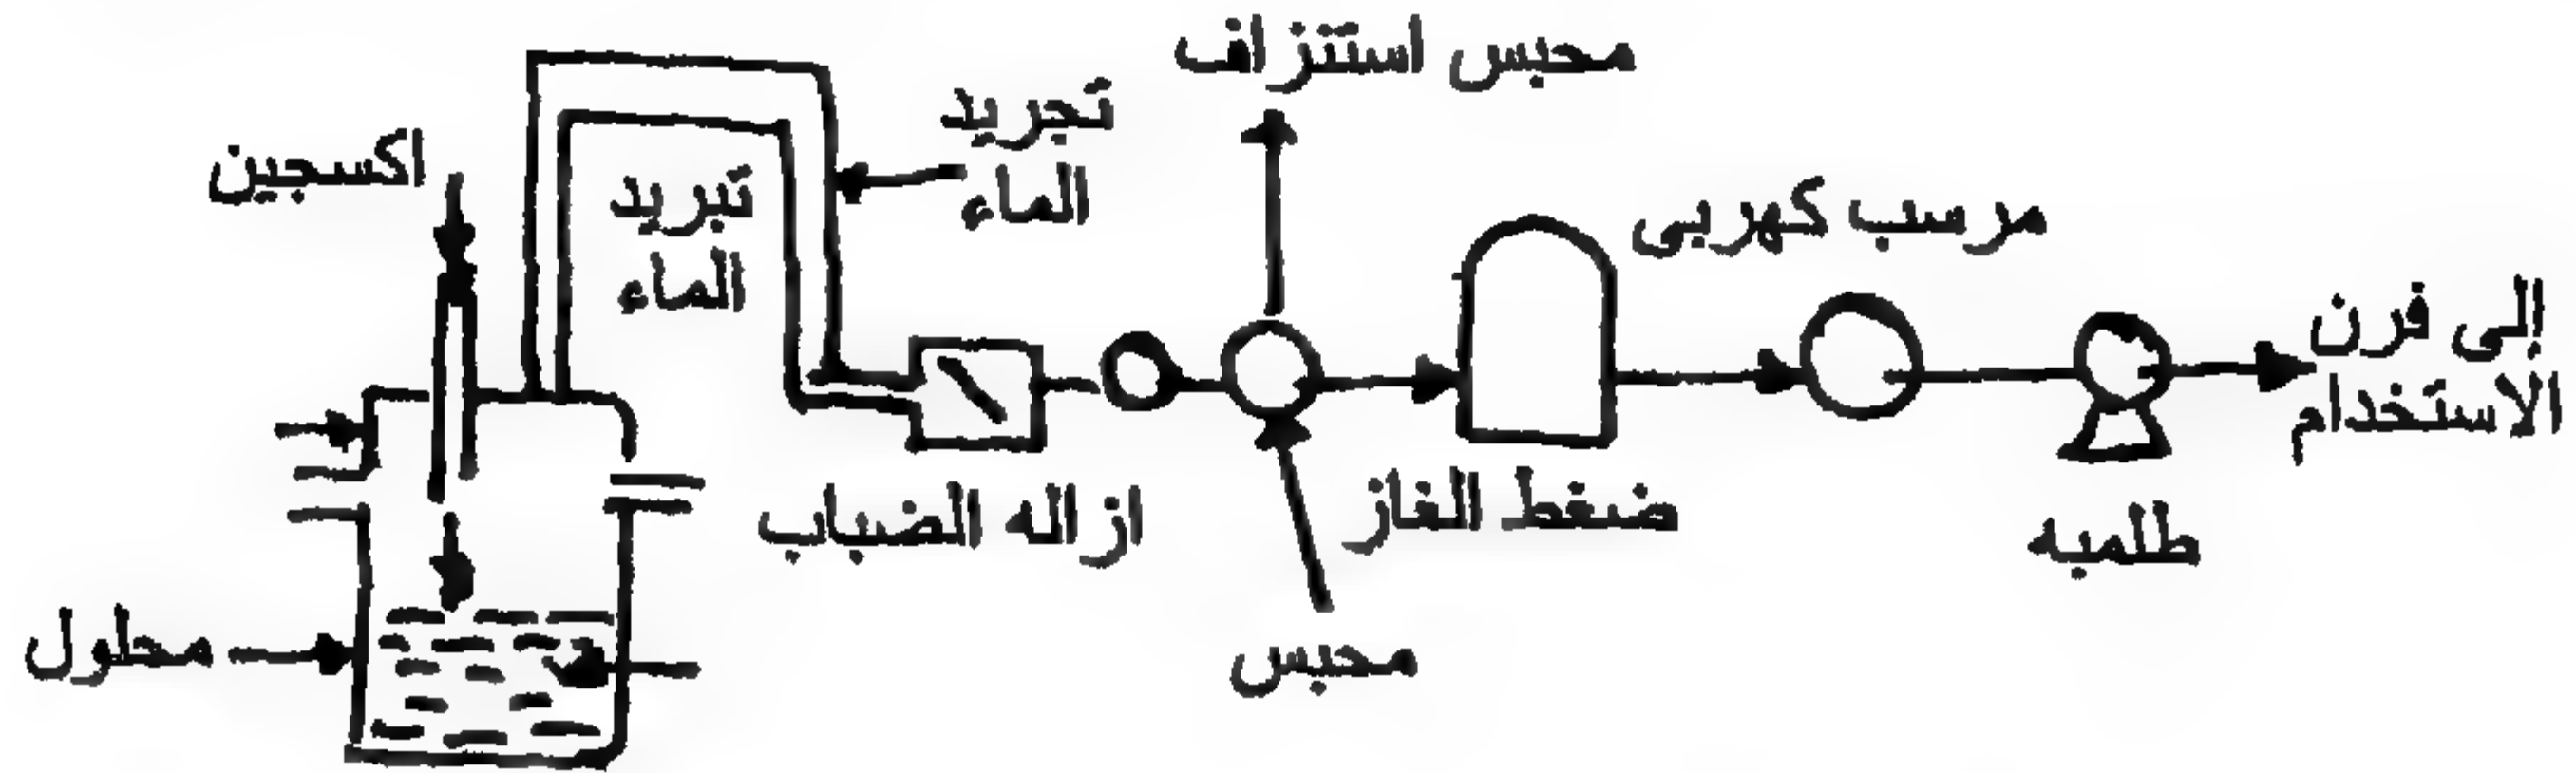 محبس استنزاف
تجريد
الماء
اكسجين
تبريد
الماء
مرسب كهربى
إلى فرن
الاستخدام
ازاله الضباب
ضغط الغاز
طلمبه
محبس
محلول